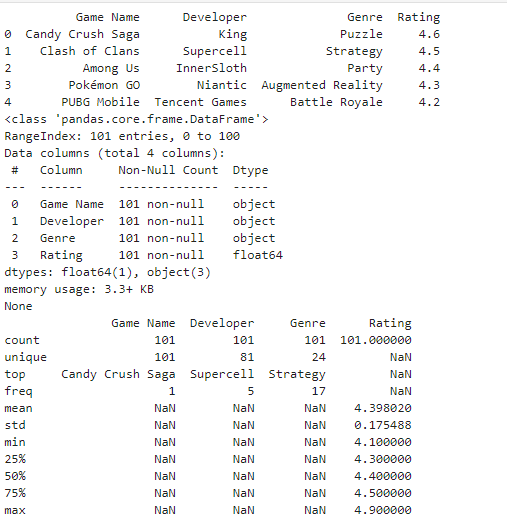 Game Name      Developer              Genre  Rating
0  Candy Crush Saga           King             Puzzle     4.6
1    Clash of Clans      Supercell           Strategy     4.5
2          Among Us     InnerSloth              Party     4.4
3        Pokémon GO        Niantic  Augmented Reality     4.3
4       PUBG Mobile  Tencent Games      Battle Royale     4.2
<class 'pandas.core.frame.DataFrame'>
RangeIndex: 101 entries, 0 to 100
Data columns (total 4 columns):
 #   Column     Non-Null Count  Dtype
---  ------     --------------  -----
 0   Game Name  101 non-null    object
 1   Developer  101 non-null    object
 2   Genre      101 non-null    object
 3   Rating     101 non-null    float64
dtypes: float64(1), object(3)
memory usage: 3.3+ KB
None
               Game Name  Developer     Genre      Rating
count                101        101       101  101.000000
unique               101         81        24         NaN
top     Candy Crush Saga  Supercell  Strategy         NaN
freq                   1          5        17         NaN
mean                 NaN        NaN       NaN    4.398020
std                  NaN        NaN       NaN    0.175488
min                  NaN        NaN       NaN    4.100000
25%                  NaN        NaN       NaN    4.300000
50%                  NaN        NaN       NaN    4.400000
75%                  NaN        NaN       NaN    4.500000
max                  NaN        NaN       NaN    4.900000